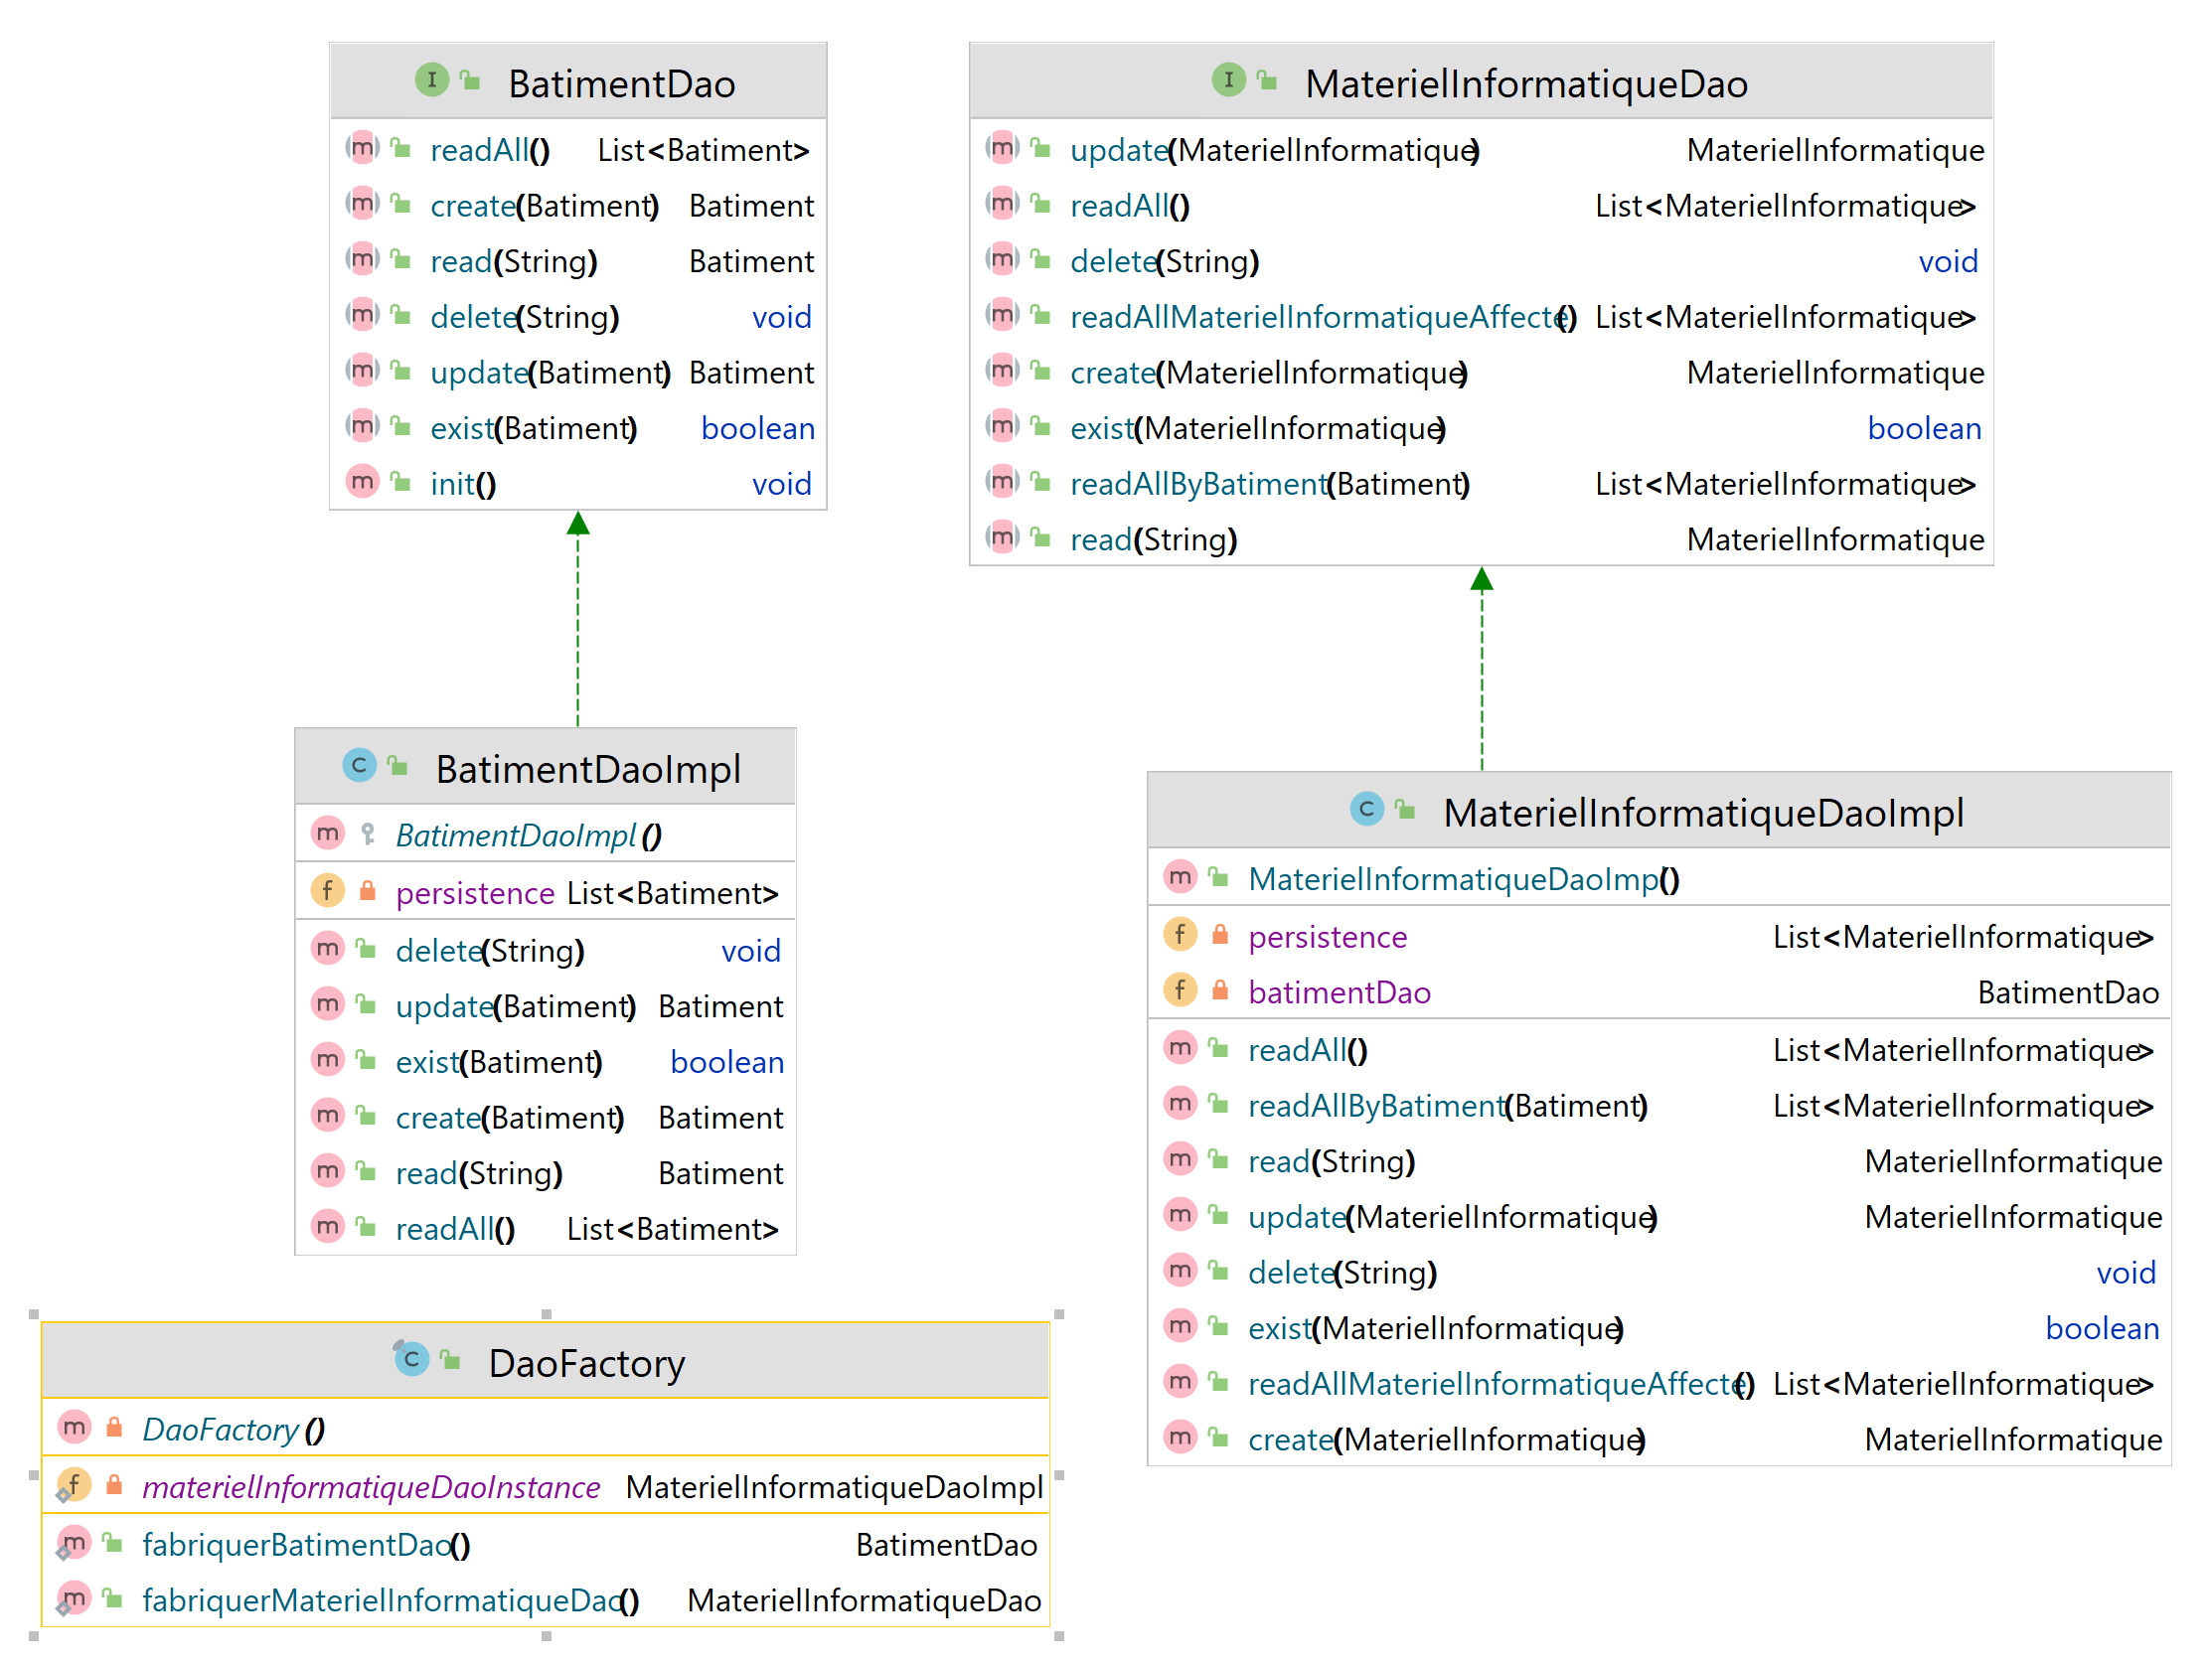 BatimentDao
readAll() List<Batiment>
create(Batiment) Batiment
read(String) Batiment
delete(String) void
update(Batiment) Batiment
exist(Batiment) boolean
init() void
MaterielInformatiqueDao
update(MaterielInformatique) MaterielInformatique
readAll() List<MaterielInformatique>
delete(String) void
readAllMaterielInformatiqueAffecte() List<MaterielInformatique>
create(MaterielInformatique) MaterielInformatique
exist(MaterielInformatique) boolean
readAllByBatiment(Batiment) List<MaterielInformatique>
read(String) MaterielInformatique
BatimentDaoImpl
BatimentDaoImpl()
persistence List<Batiment>
delete(String) void
update(Batiment) Batiment
exist(Batiment) boolean
create(Batiment) Batiment
read(String) Batiment
readAll() List<Batiment>
MaterielInformatiqueDaoImpl
MaterielInformatiqueDaoImpl()
persistence List<MaterielInformatique>
batimentDao BatimentDao
readAll() List<MaterielInformatique>
readAllByBatiment(Batiment) List<MaterielInformatique>
read(String) MaterielInformatique
update(MaterielInformatique) MaterielInformatique
delete(String) void
exist(MaterielInformatique) boolean
readAllMaterielInformatiqueAffecte() List<MaterielInformatique>
create(MaterielInformatique) MaterielInformatique
DaoFactory
DaoFactory()
materielInformatiqueDaoInstance MaterielInformatiqueDaoImpl
fabriquerBatimentDao() BatimentDao
fabriquerMaterielInformatiqueDao() MaterielInformatiqueDao